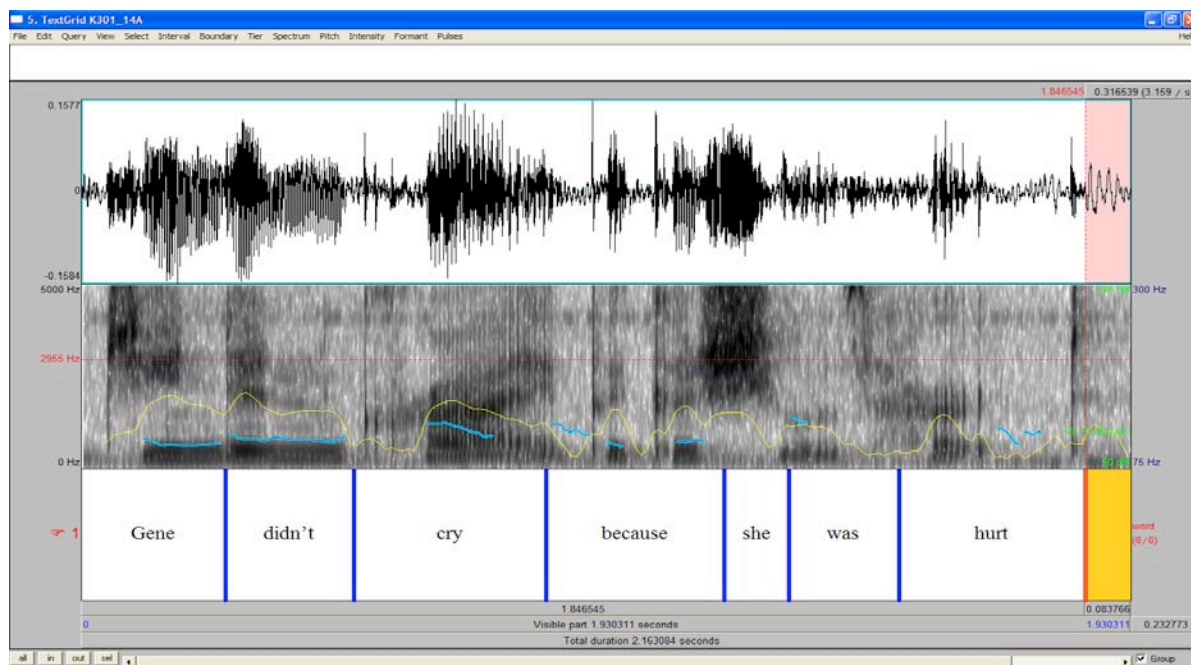 5. TextGrid K301_14A
File Edit Query View Select Interval Boundary Tier Spectrum Pitch Intensity Formant Pulses Hel
1.846545 0.316539 (3.159 / s)
0.1577
0
-0.1584
5000 Hz 300 Hz
2955 Hz
0 Hz 75 Hz
1 Gene didn't cry because she was hurt word (8/8)
1.846545 0.083766
0 Visible part 1.930311 seconds 1.930311 0.232773
Total duration 2.163084 seconds
all in out sel Group